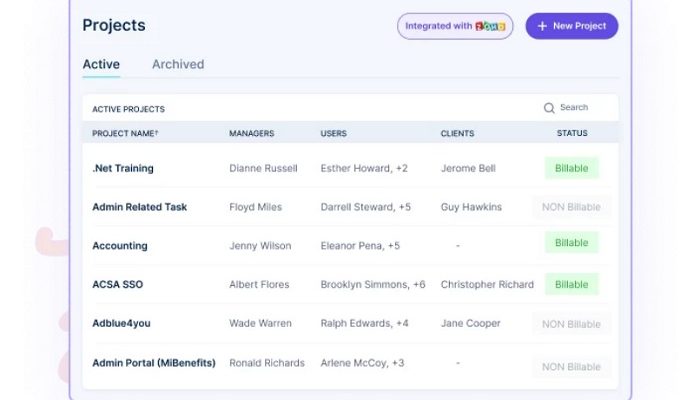 Projects
Integrated with ZOHO
+ New Project
Active Archived
ACTIVE PROJECTS
Search
PROJECT NAME↑ MANAGERS USERS CLIENTS STATUS
.Net Training Dianne Russell Esther Howard, +2 Jerome Bell Billable
Admin Related Task Floyd Miles Darrell Steward, +5 Guy Hawkins NON Billable
Accounting Jenny Wilson Eleanor Pena, +5 - Billable
ACSA SSO Albert Flores Brooklyn Simmons, +6 Christopher Richard Billable
Adblue4you Wade Warren Ralph Edwards, +4 Jane Cooper NON Billable
Admin Portal (MiBenefits) Ronald Richards Arlene McCoy, +3 - NON Billable